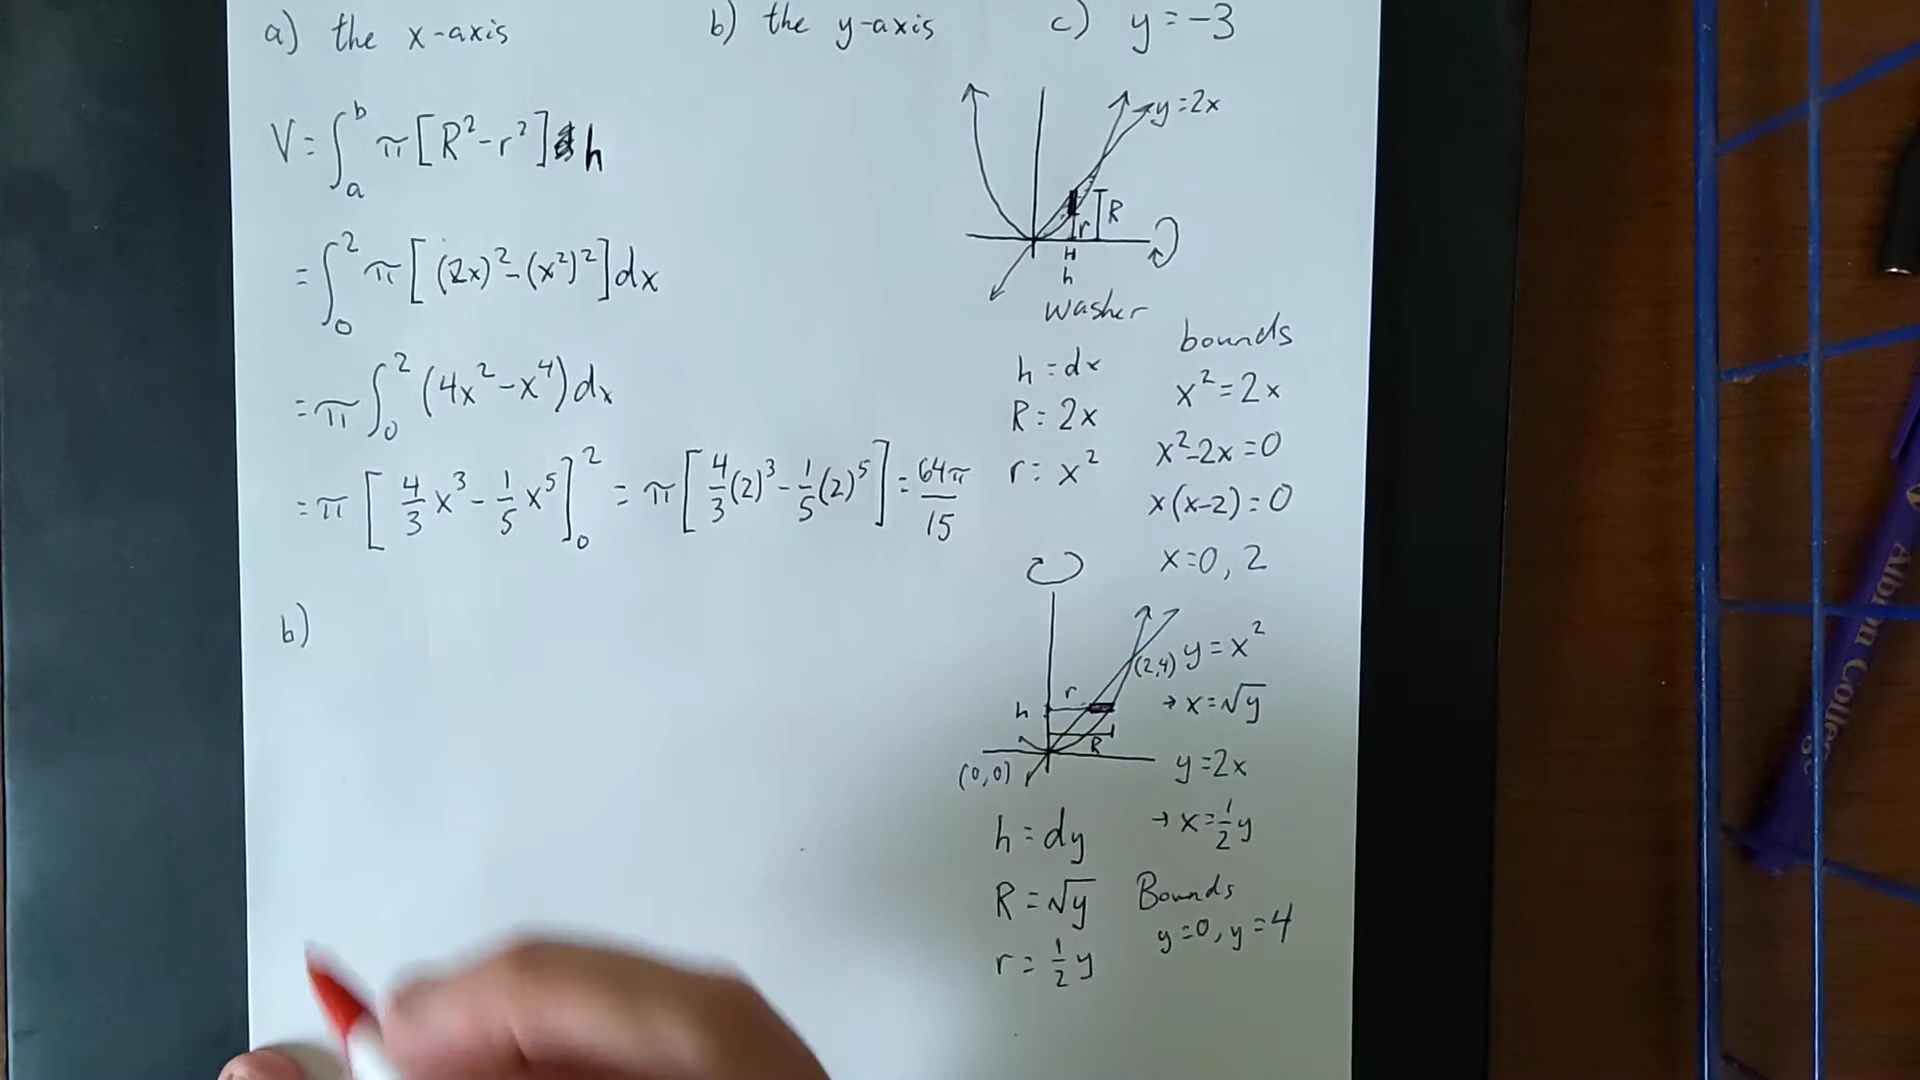 a) the x-axis b) the y-axis c) y = -3
V = ∫_a^b π[R² - r²] h
= ∫_0^2 π[(2x)² - (x²)²]dx
= π ∫_0^2 (4x² - x⁴)dx
= π [4/3 x³ - 1/5 x⁵]_0^2 = π[4/3 (2)³ - 1/5 (2)⁵] = 64π/15
y = 2x
R
r
h
washer
h = dx
R = 2x
r = x²
bounds
x² = 2x
x² - 2x = 0
x(x-2) = 0
x = 0, 2
b)
(2,4)
r
h
R
(0,0)
y = x²
→ x = √y
y = 2x
→ x = 1/2 y
h = dy
R = √y
r = 1/2 y
Bounds
y = 0, y = 4